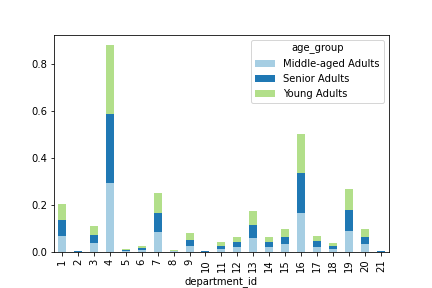 age_group
Middle-aged Adults
Senior Adults
Young Adults
0.8
0.6
0.4
0.2
0.0
1 2 3 4 5 6 7 8 9 10 11 12 13 14 15 16 17 18 19 20 21
department_id